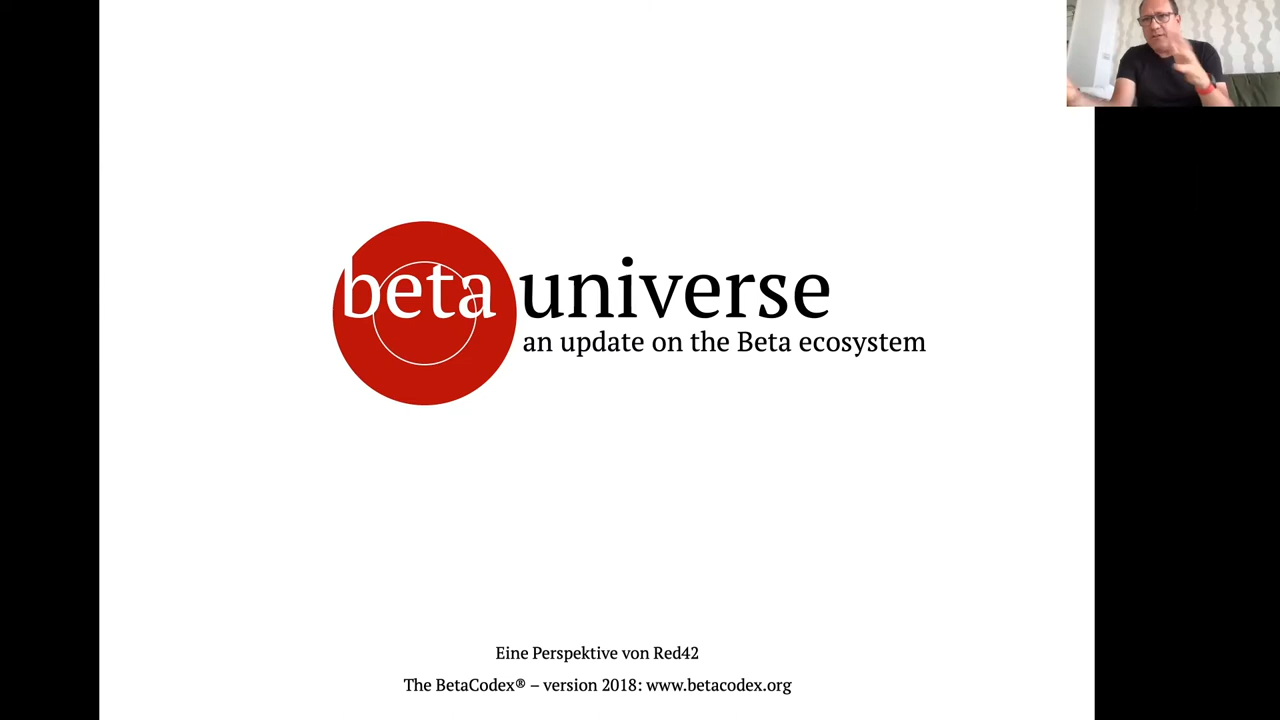 beta universe
an update on the Beta ecosystem
Eine Perspektive von Red42
The BetaCodex® – version 2018: www.betacodex.org